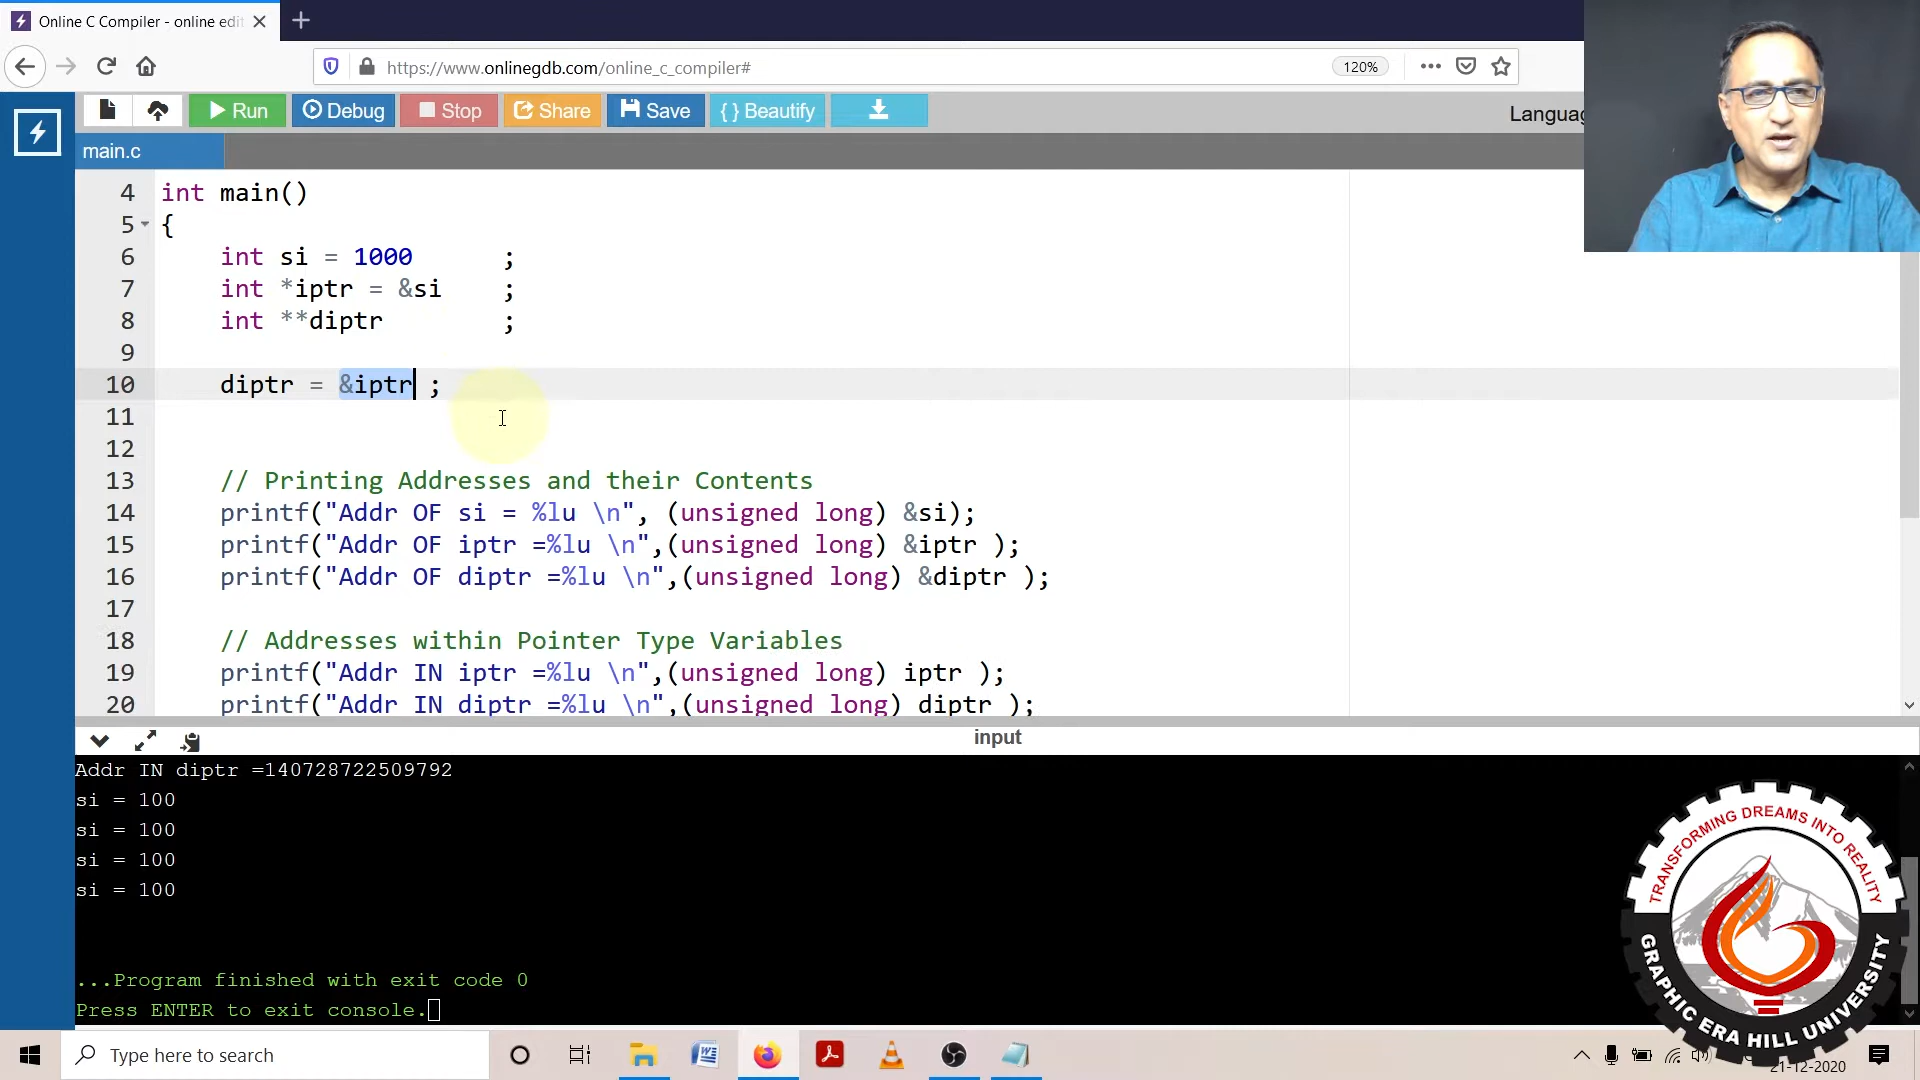 Online C Compiler - online edit
https://www.onlinegdb.com/online_c_compiler#
120%
Run
Debug
Stop
Share
Save
{ } Beautify
Languag
main.c
4 int main()
5 {
6 int si = 1000 ;
7 int *iptr = &si ;
8 int **diptr ;
9
10 diptr = &iptr ;
11
12
13 // Printing Addresses and their Contents
14 printf("Addr OF si = %lu \n", (unsigned long) &si);
15 printf("Addr OF iptr =%lu \n",(unsigned long) &iptr );
16 printf("Addr OF diptr =%lu \n",(unsigned long) &diptr );
17
18 // Addresses within Pointer Type Variables
19 printf("Addr IN iptr =%lu \n",(unsigned long) iptr );
20 printf("Addr IN diptr =%lu \n",(unsigned long) diptr );
input
Addr IN diptr =140728722509792
si = 100
si = 100
si = 100
si = 100
...Program finished with exit code 0
Press ENTER to exit console.
TRANSFORMING DREAMS INTO REALITY
GRAPHIC ERA HILL UNIVERSITY
Type here to search
21-12-2020